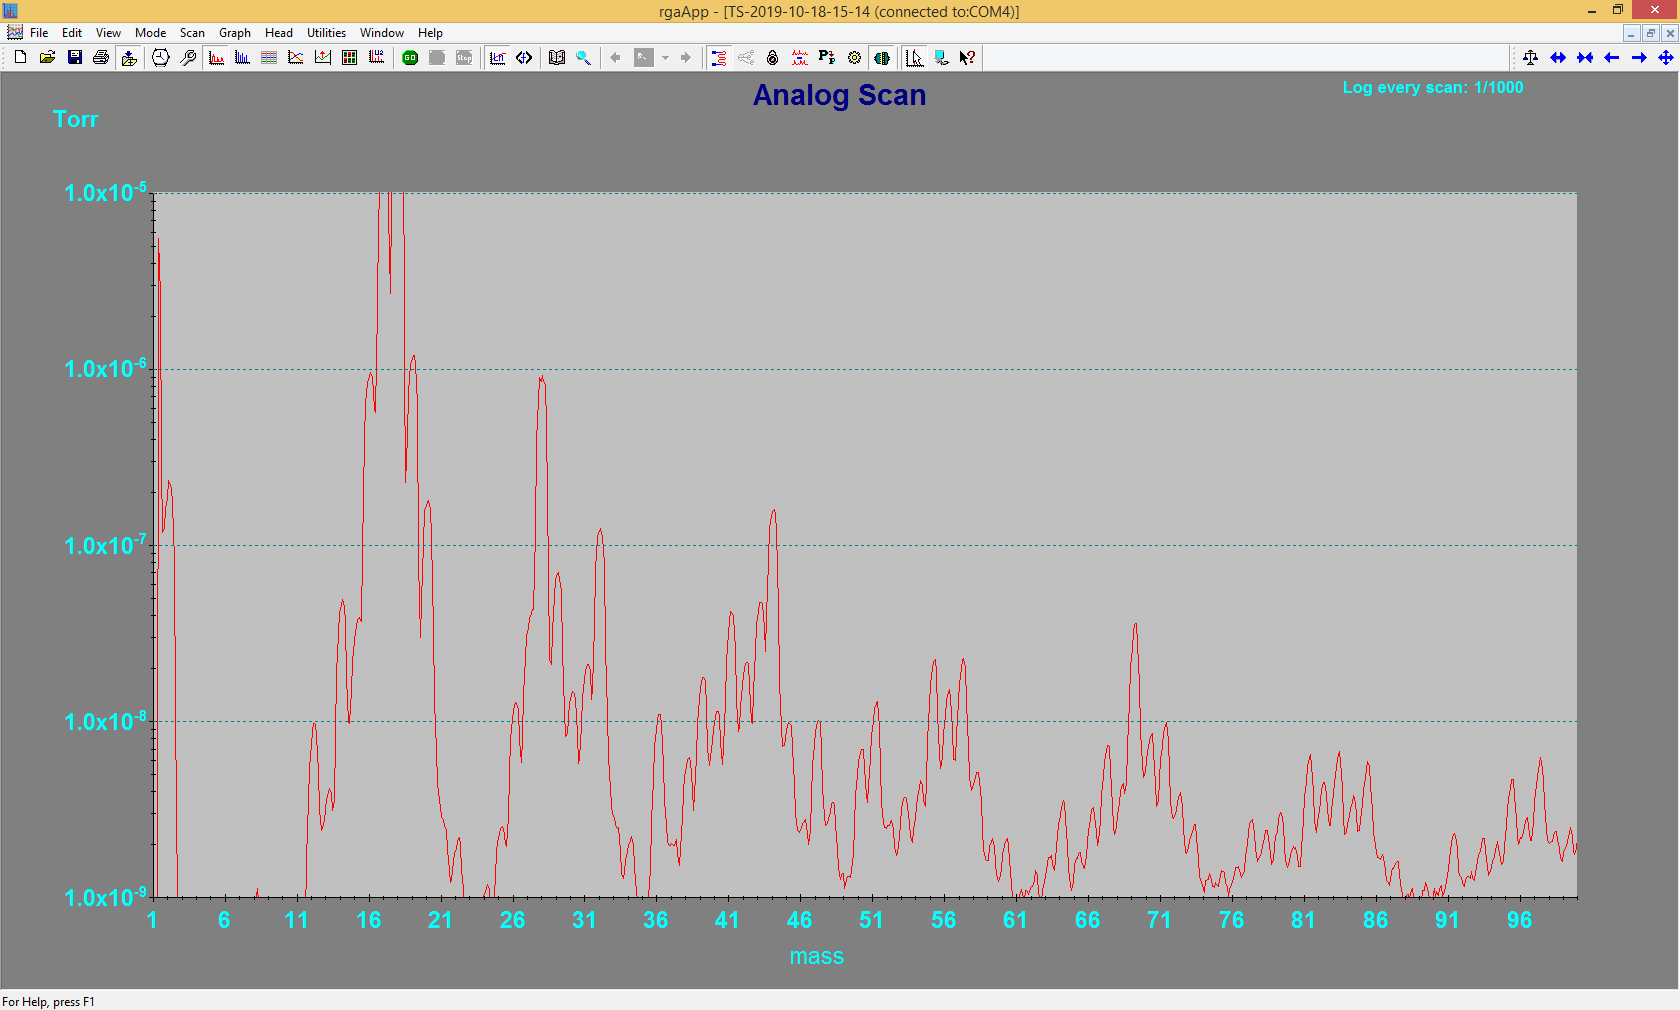 rgaApp - [TS-2019-10-18-15-14 (connected to:COM4)]
File Edit View Mode Scan Graph Head Utilities Window Help
GO Stop
Analog Scan
Log every scan: 1/1000
Torr
1.0x10-5
1.0x10-6
1.0x10-7
1.0x10-8
1.0x10-9
1 6 11 16 21 26 31 36 41 46 51 56 61 66 71 76 81 86 91 96
mass
For Help, press F1